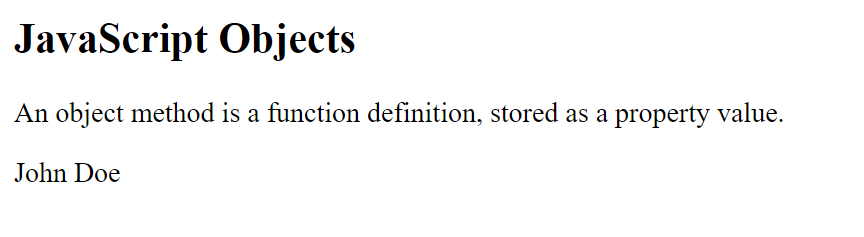 JavaScript Objects
An object method is a function definition, stored as a property value.
John Doe